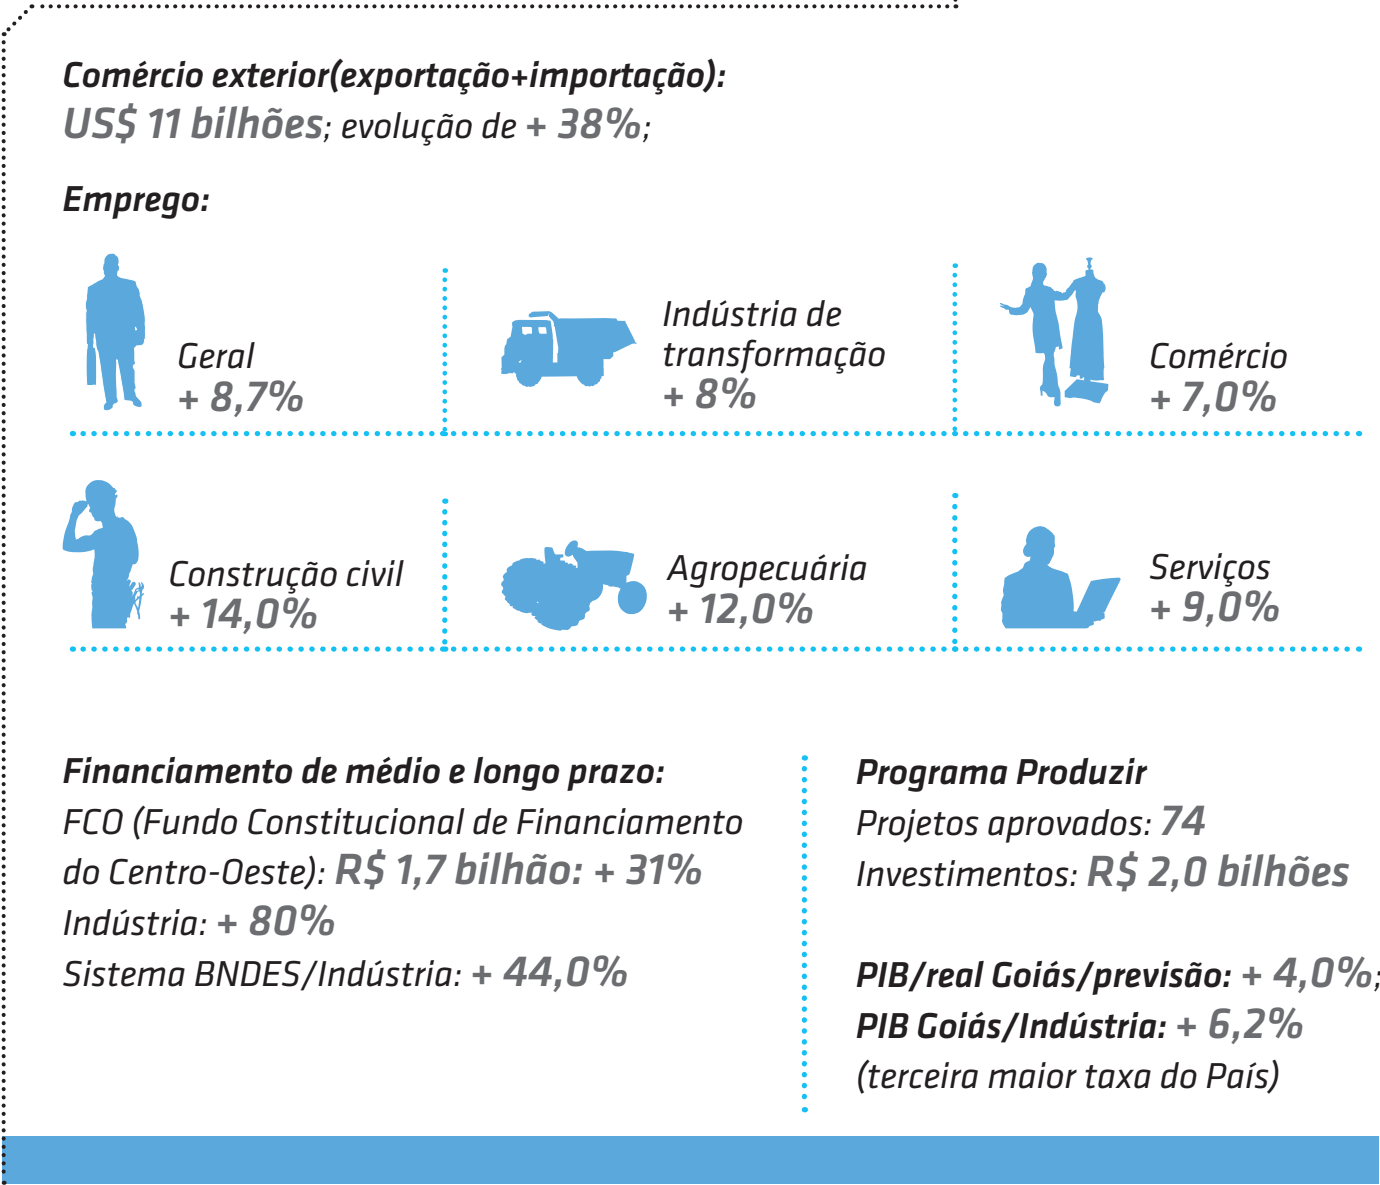 Comércio exterior(exportação+importação):
US$ 11 bilhões; evolução de + 38%;
Emprego:
Geral
+ 8,7%
Indústria de
transformação
+ 8%
Comércio
+ 7,0%
Construção civil
+ 14,0%
Agropecuária
+ 12,0%
Serviços
+ 9,0%
Financiamento de médio e longo prazo:
FCO (Fundo Constitucional de Financiamento
do Centro-Oeste): R$ 1,7 bilhão: + 31%
Indústria: + 80%
Sistema BNDES/Indústria: + 44,0%
Programa Produzir
Projetos aprovados: 74
Investimentos: R$ 2,0 bilhões
PIB/real Goiás/previsão: + 4,0%;
PIB Goiás/Indústria: + 6,2%
(terceira maior taxa do País)